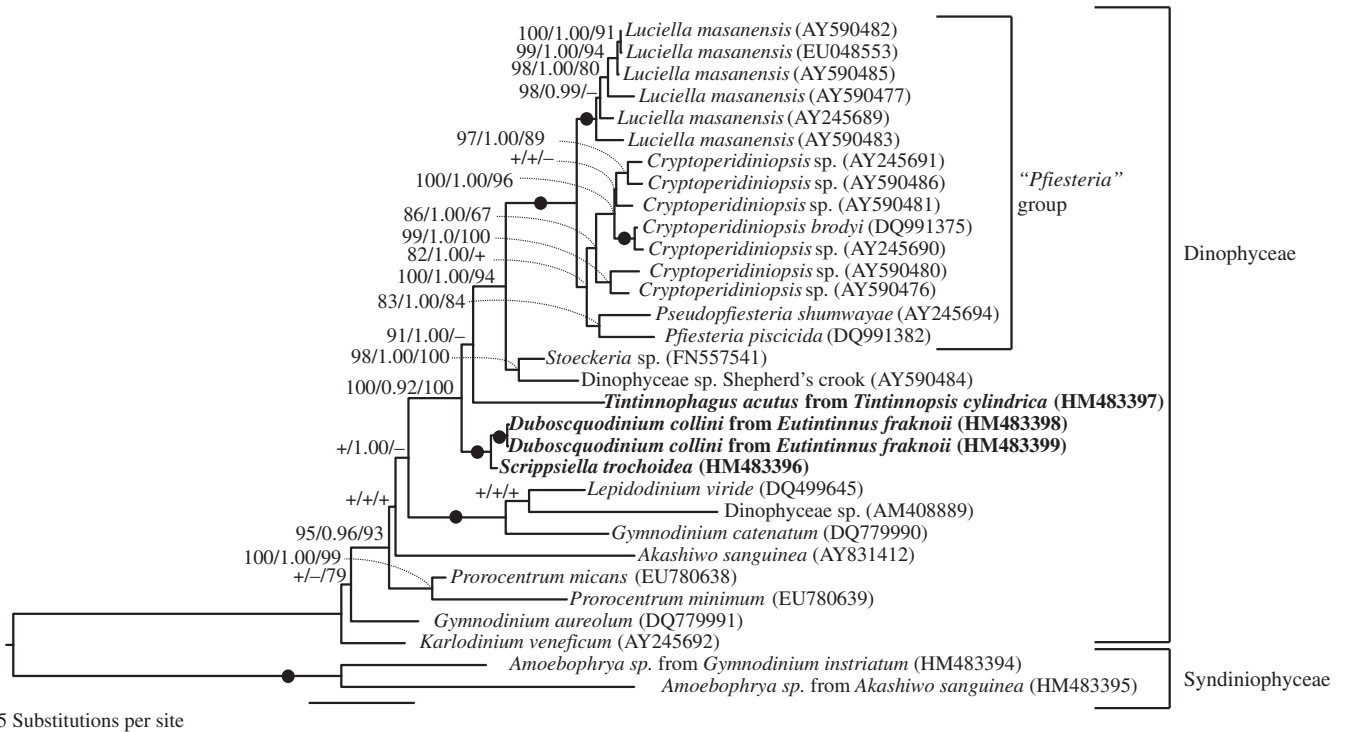 100/1.00/91 Luciella masanensis (AY590482)
99/1.00/94 Luciella masanensis (EU048553)
98/1.00/80 Luciella masanensis (AY590485)
98/0.99/– Luciella masanensis (AY590477)
Luciella masanensis (AY245689)
97/1.00/89 Luciella masanensis (AY590483)
+/+/– Cryptoperidiniopsis sp. (AY245691)
100/1.00/96 Cryptoperidiniopsis sp. (AY590486)
"Pfiesteria"
group
Cryptoperidiniopsis sp. (AY590481)
86/1.00/67 Cryptoperidiniopsis brodyi (DQ991375)
99/1.0/100 Cryptoperidiniopsis sp. (AY245690)
82/1.00/+ Cryptoperidiniopsis sp. (AY590480)
Dinophyceae
100/1.00/94 Cryptoperidiniopsis sp. (AY590476)
83/1.00/84 Pseudopfiesteria shumwayae (AY245694)
91/1.00/– Pfiesteria piscicida (DQ991382)
98/1.00/100 Stoeckeria sp. (FN557541)
100/0.92/100 Dinophyceae sp. Shepherd's crook (AY590484)
Tintinnophagus acutus from Tintinnopsis cylindrica (HM483397)
Duboscquodinium collini from Eutintinnus fraknoii (HM483398)
+/1.00/– Duboscquodinium collini from Eutintinnus fraknoii (HM483399)
Scrippsiella trochoidea (HM483396)
+/+/+ +/+/+ Lepidodinium viride (DQ499645)
Dinophyceae sp. (AM408889)
95/0.96/93 Gymnodinium catenatum (DQ779990)
100/1.00/99 Akashiwo sanguinea (AY831412)
+/–/79 Prorocentrum micans (EU780638)
Prorocentrum minimum (EU780639)
Gymnodinium aureolum (DQ779991)
Karlodinium veneficum (AY245692)
Amoebophrya sp. from Gymnodinium instriatum (HM483394)
Amoebophrya sp. from Akashiwo sanguinea (HM483395)
Syndiniophyceae
5 Substitutions per site